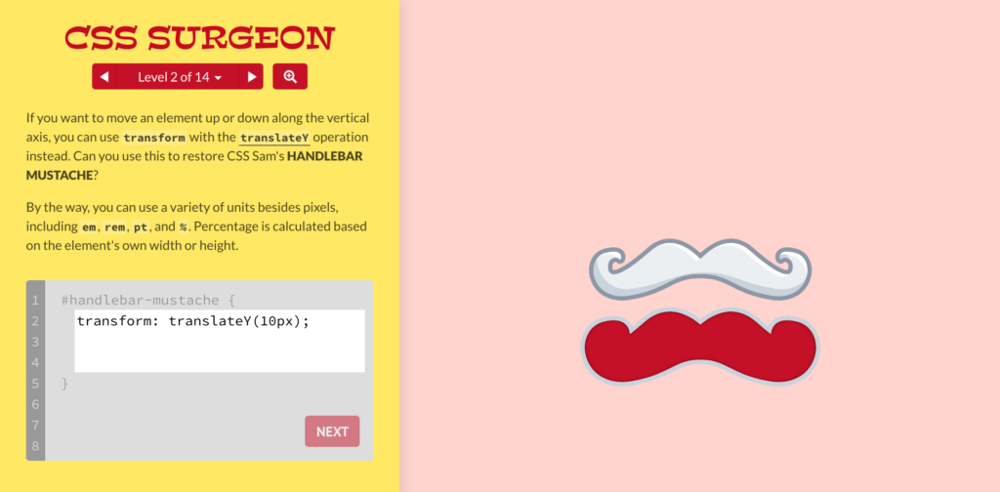 CSS SURGEON
Level 2 of 14
If you want to move an element up or down along the vertical
axis, you can use transform with the translateY operation
instead. Can you use this to restore CSS Sam's HANDLEBAR
MUSTACHE?
By the way, you can use a variety of units besides pixels,
including em, rem, pt, and %. Percentage is calculated based
on the element's own width or height.
1 #handlebar-mustache {
2 transform: translateY(10px);
3
4
5 }
6
7
8
NEXT